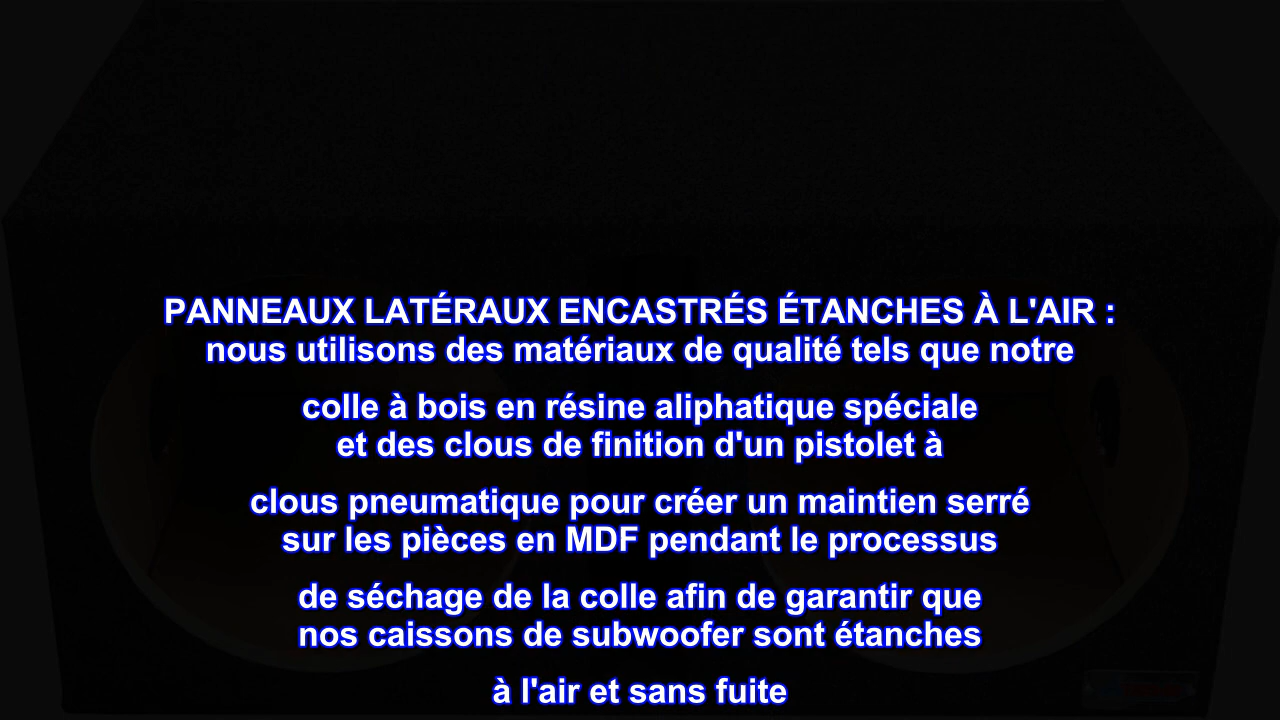 PANNEAUX LATÉRAUX ENCASTRÉS ÉTANCHES À L'AIR :
nous utilisons des matériaux de qualité tels que notre
colle à bois en résine aliphatique spéciale
et des clous de finition d'un pistolet à
clous pneumatique pour créer un maintien serré
sur les pièces en MDF pendant le processus
de séchage de la colle afin de garantir que
nos caissons de subwoofer sont étanches
à l'air et sans fuite